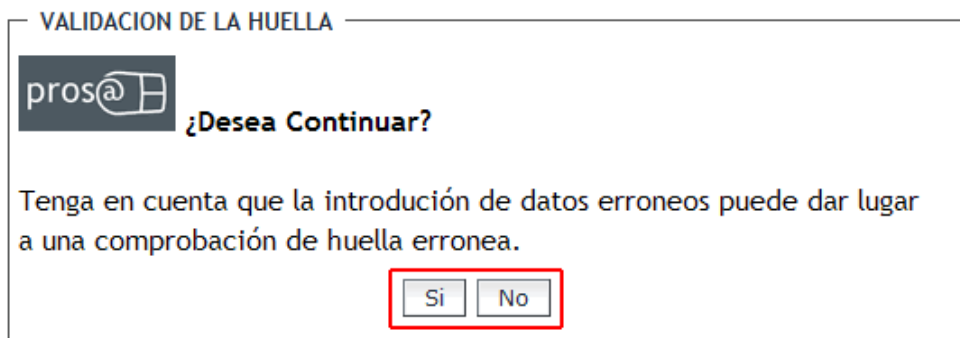 VALIDACION DE LA HUELLA
pros@
¿Desea Continuar?
Tenga en cuenta que la introdución de datos erroneos puede dar lugar
a una comprobación de huella erronea.
Si No